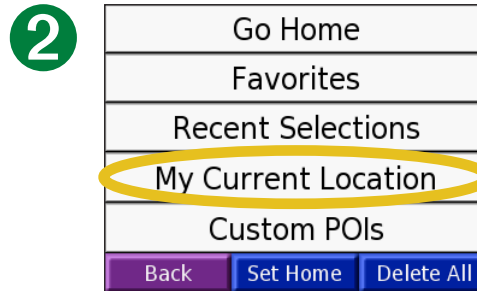 2
Go Home
Favorites
Recent Selections
My Current Location
Custom POIs
Back Set Home Delete All